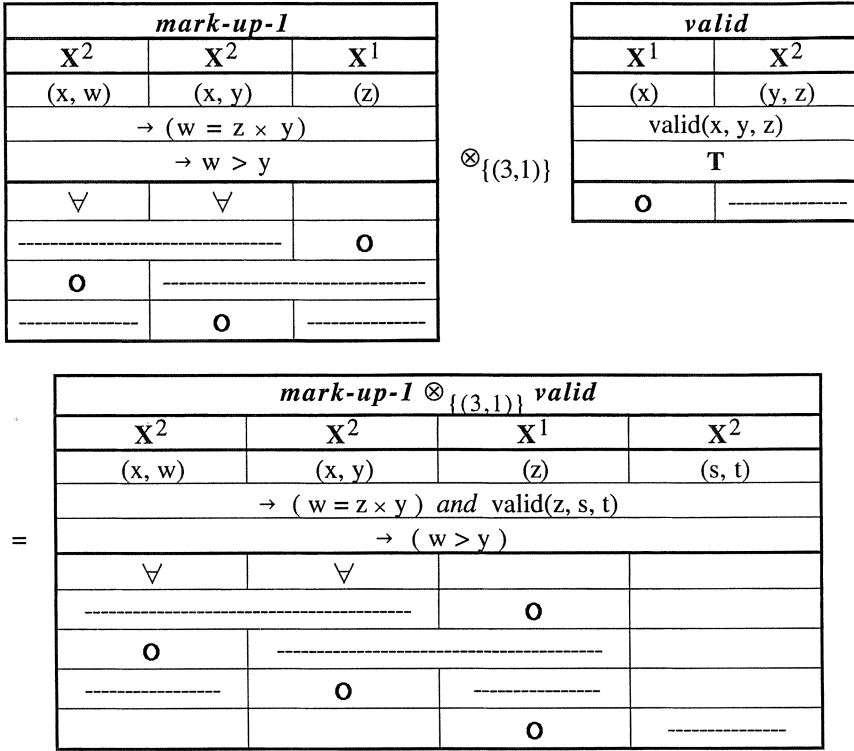 mark-up-1
X² X² X¹
(x, w) (x, y) (z)
→ (w = z × y)
→ w > y
∀ ∀
---------------------------------- O
O ----------------------------------
---------------- O ----------------
⊗{(3,1)}
valid
X¹ X²
(x) (y, z)
valid(x, y, z)
T
O ----------------
mark-up-1 ⊗{(3,1)} valid
X² X² X¹ X²
(x, w) (x, y) (z) (s, t)
→ ( w = z × y ) and valid(z, s, t)
=
→ ( w > y )
∀ ∀
------------------------------------------ O
O ------------------------------------------
----------------- O ----------------
O ----------------